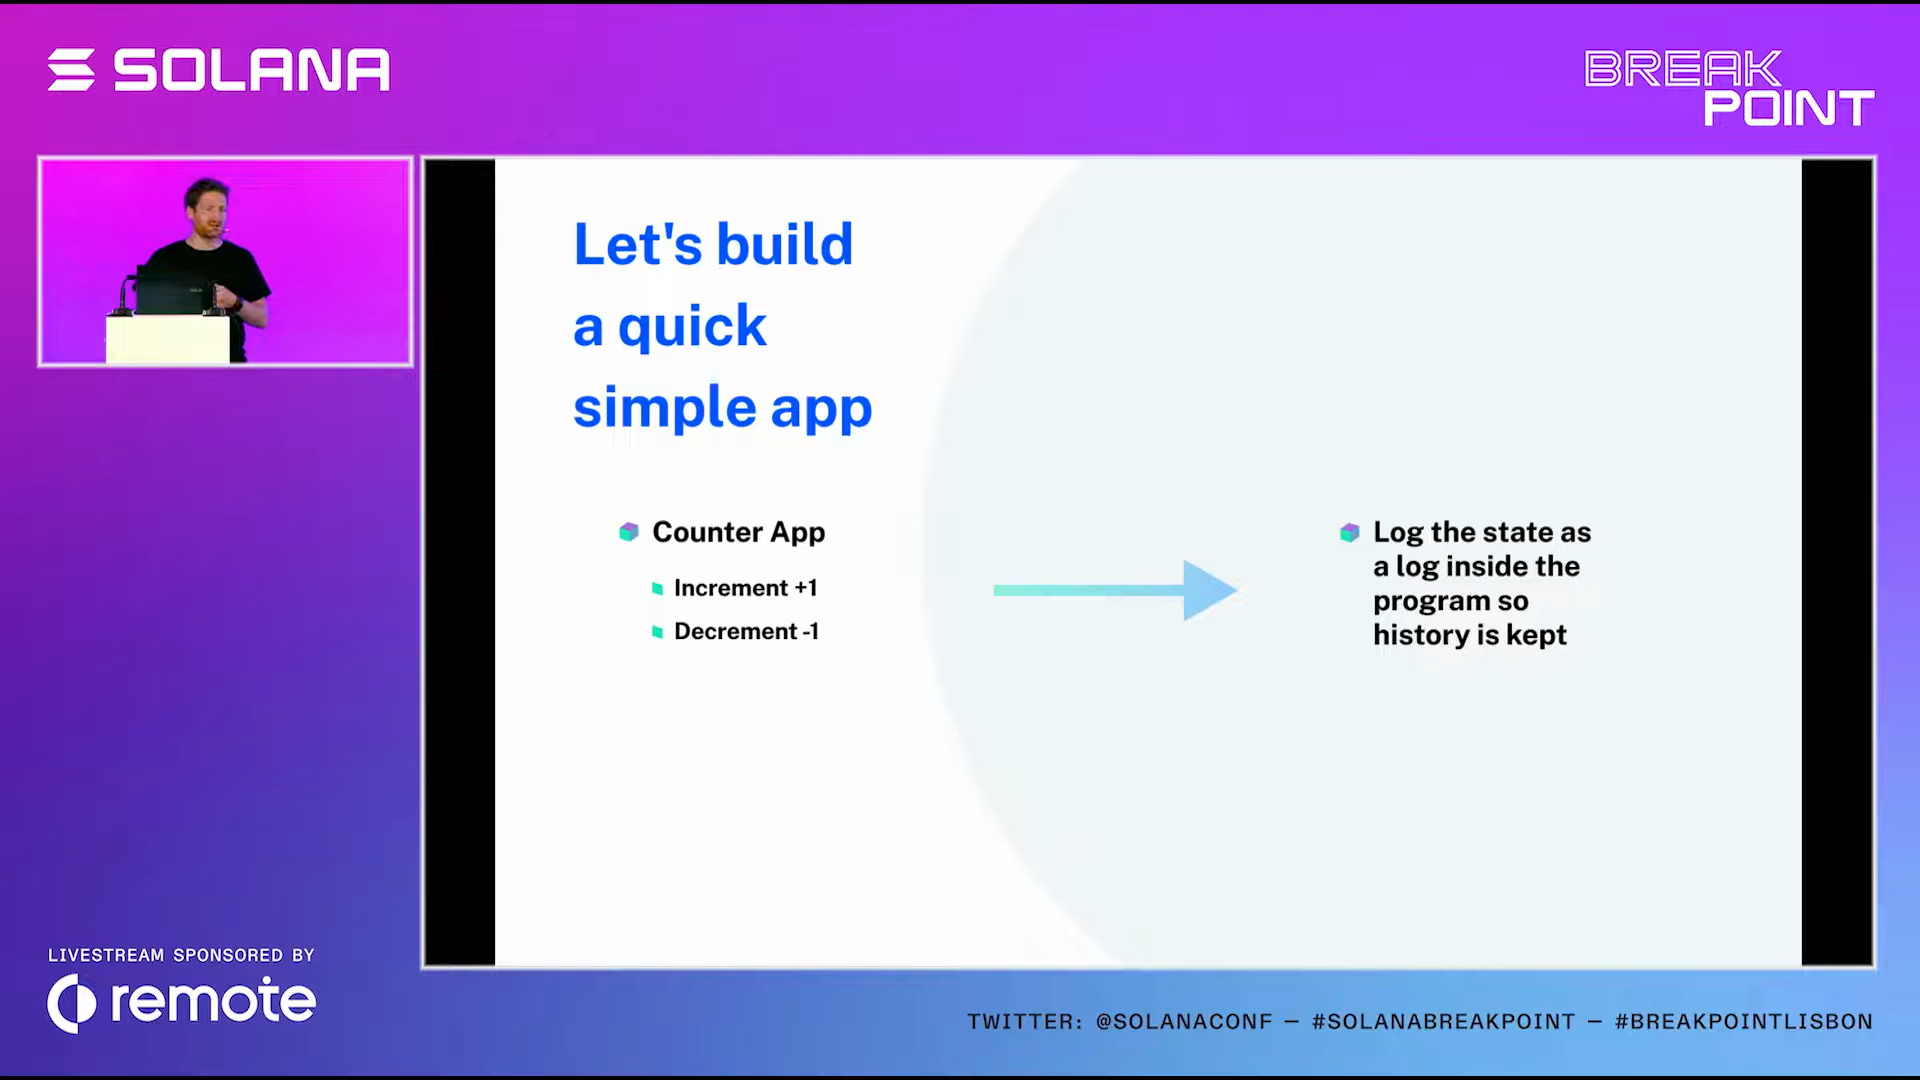 SOLANA
BREAK
POINT
Let's build
a quick
simple app
Counter App
Increment +1
Decrement -1
Log the state as
a log inside the
program so
history is kept
LIVESTREAM SPONSORED BY
remote
TWITTER: @SOLANACONF — #SOLANABREAKPOINT — #BREAKPOINTLISBON